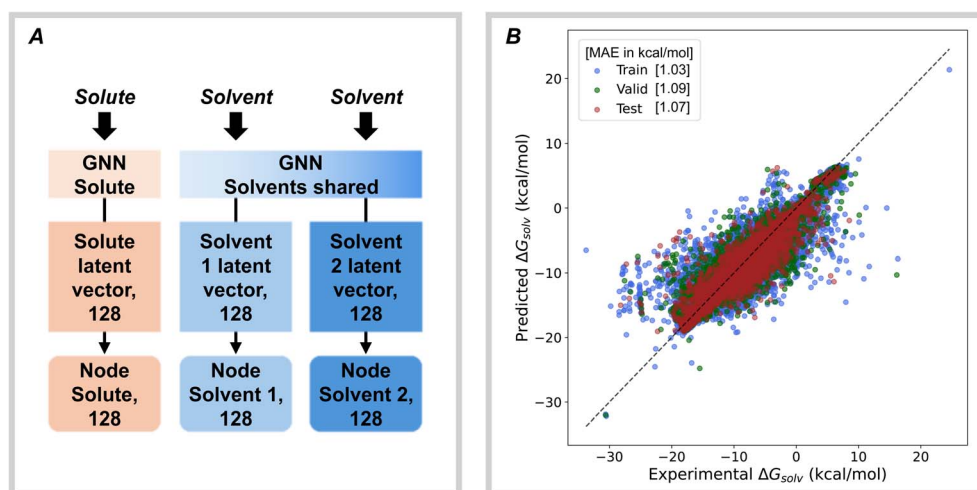 A
Solute
Solvent
Solvent
GNN
Solute
GNN
Solvents shared
Solute
latent
vector,
128
Solvent
1 latent
vector,
128
Solvent
2 latent
vector,
128
Node
Solute,
128
Node
Solvent 1,
128
Node
Solvent 2,
128
B
[MAE in kcal/mol]
Train [1.03]
Valid [1.09]
Test [1.07]
Predicted ΔGsolv (kcal/mol)
20
10
0
−10
−20
−30
−30
−20
−10
0
10
20
Experimental ΔGsolv (kcal/mol)